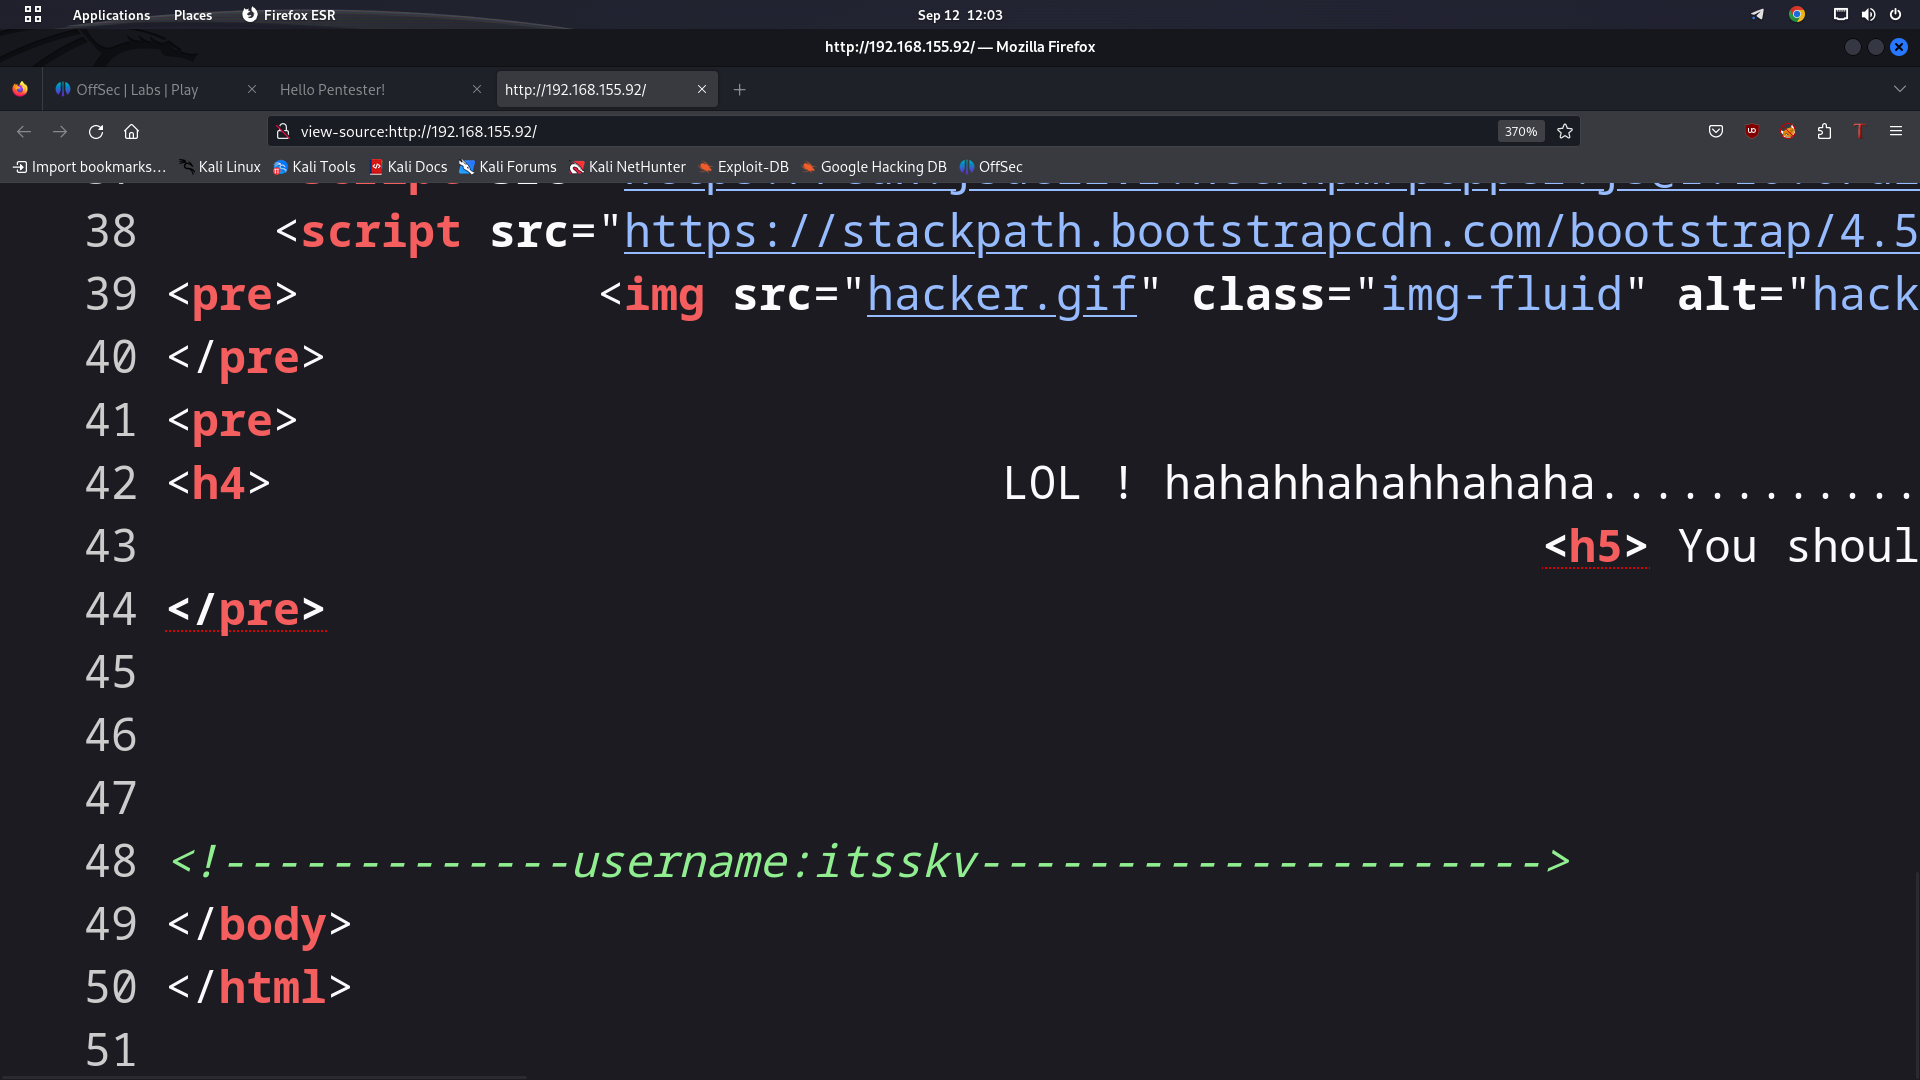 Applications Places Firefox ESR Sep 12 12:03
http://192.168.155.92/ — Mozilla Firefox
OffSec | Labs | Play Hello Pentester! http://192.168.155.92/
view-source:http://192.168.155.92/ 370%
Import bookmarks... Kali Linux Kali Tools Kali Docs Kali Forums Kali NetHunter Exploit-DB Google Hacking DB OffSec
38 <script src="https://stackpath.bootstrapcdn.com/bootstrap/4.5
39 <pre> <img src="hacker.gif" class="img-fluid" alt="hack
40 </pre>
41 <pre>
42 <h4> LOL ! hahahhahahhahaha............
43 <h5> You shoul
44 </pre>
45
46
47
48 <!-------------username:itsskv--------------------->
49 </body>
50 </html>
51